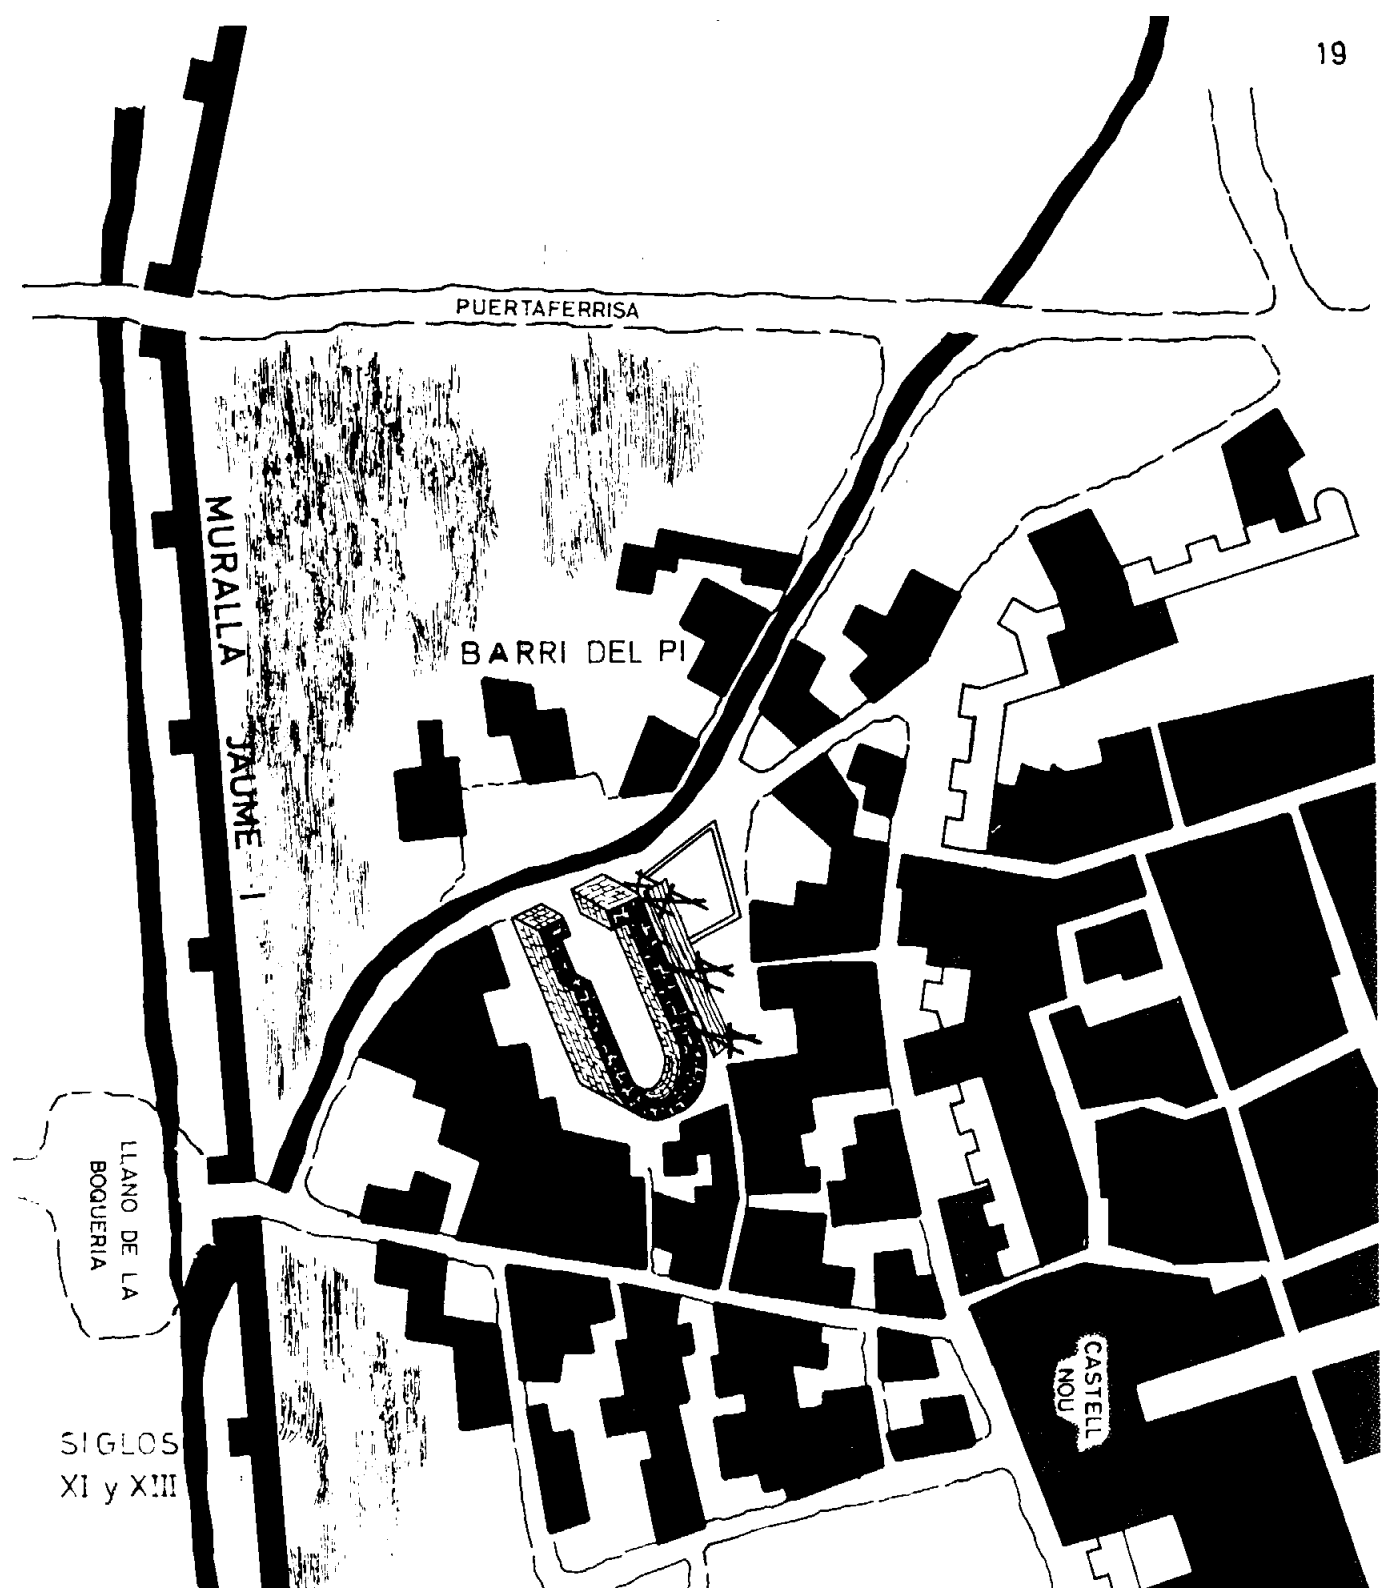 19
PUERTAFERRISA
MURALLA JAUME I
BARRI DEL PI
LLANO DE LA
BOQUERIA
CASTELL
NOU
SIGLOS
XI y XIII